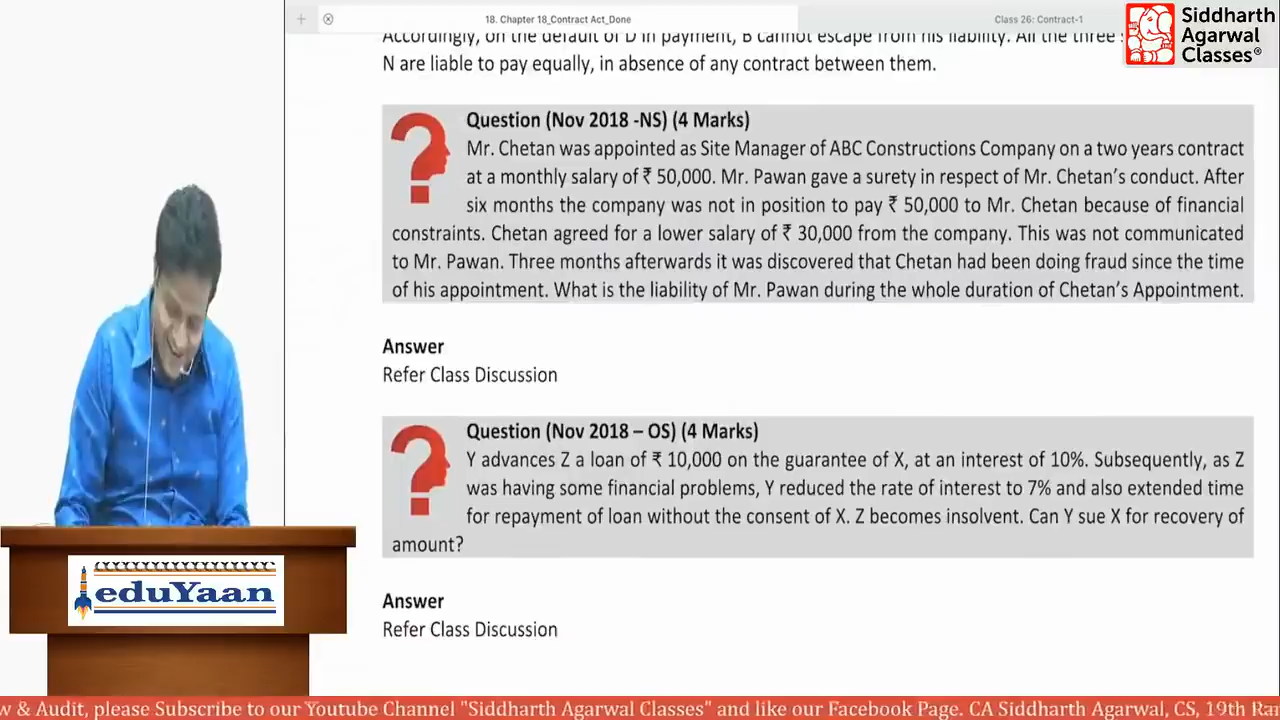 18. Chapter 18_Contract Act_Done
Class 26: Contract-1
Siddharth
Agarwal
Classes®
Accordingly, on the default of D in payment, B cannot escape from his liability. All the three
N are liable to pay equally, in absence of any contract between them.
Question (Nov 2018 -NS) (4 Marks)
Mr. Chetan was appointed as Site Manager of ABC Constructions Company on a two years contract
at a monthly salary of ₹ 50,000. Mr. Pawan gave a surety in respect of Mr. Chetan's conduct. After
six months the company was not in position to pay ₹ 50,000 to Mr. Chetan because of financial
constraints. Chetan agreed for a lower salary of ₹ 30,000 from the company. This was not communicated
to Mr. Pawan. Three months afterwards it was discovered that Chetan had been doing fraud since the time
of his appointment. What is the liability of Mr. Pawan during the whole duration of Chetan's Appointment.
Answer
Refer Class Discussion
Question (Nov 2018 – OS) (4 Marks)
Y advances Z a loan of ₹ 10,000 on the guarantee of X, at an interest of 10%. Subsequently, as Z
was having some financial problems, Y reduced the rate of interest to 7% and also extended time
for repayment of loan without the consent of X. Z becomes insolvent. Can Y sue X for recovery of
amount?
Answer
Refer Class Discussion
eduYaan
w & Audit, please Subscribe to our Youtube Channel "Siddharth Agarwal Classes" and like our Facebook Page. CA Siddharth Agarwal, CS, 19th Ran